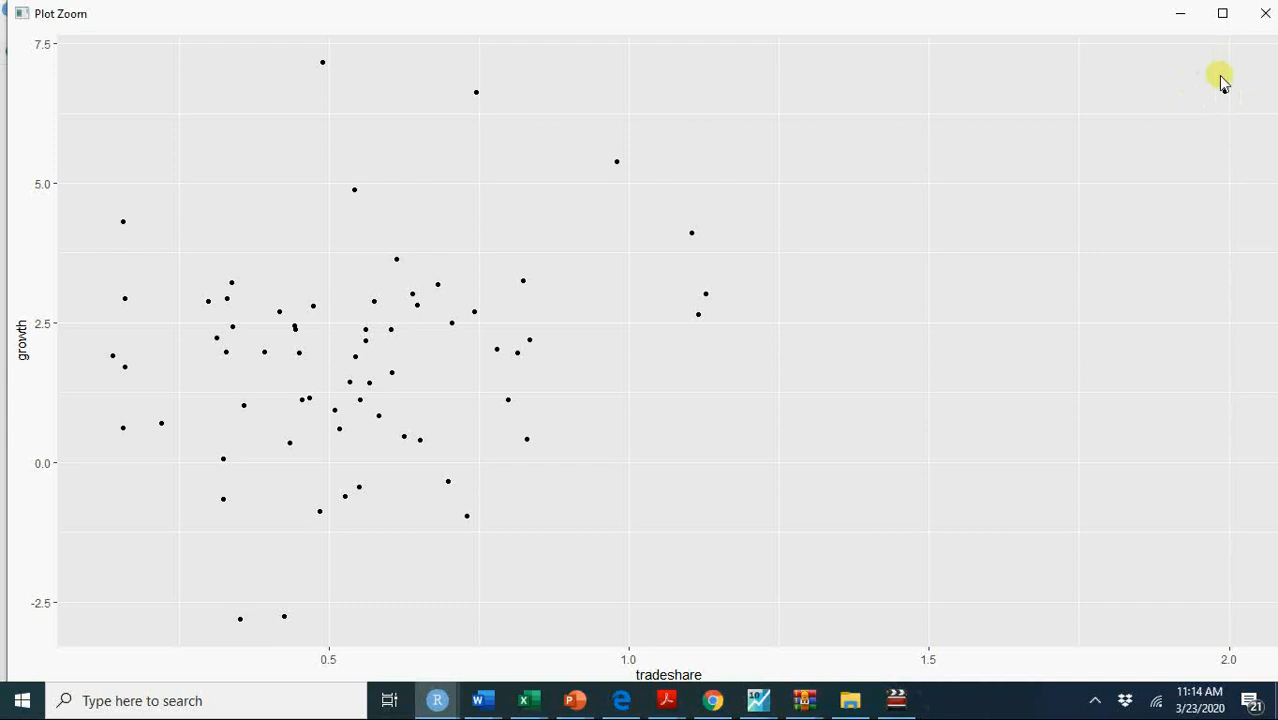 Plot Zoom
7.5
5.0
2.5
0.0
-2.5
growth
0.5
1.0
1.5
2.0
tradeshare
Type here to search
11:14 AM
3/23/2020
21